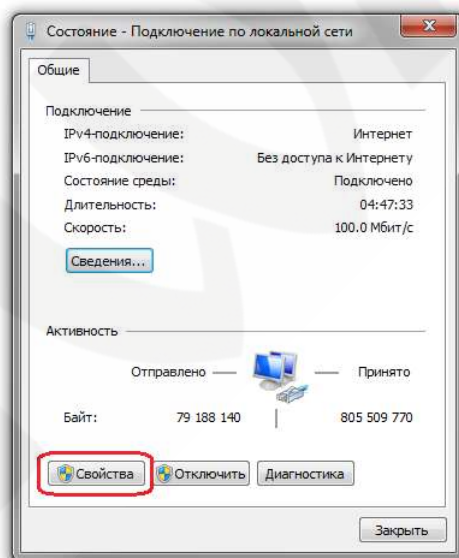 Состояние - Подключение по локальной сети
Общие
Подключение
IPv4-подключение: Интернет
IPv6-подключение: Без доступа к Интернету
Состояние среды: Подключено
Длительность: 04:47:33
Скорость: 100.0 Мбит/с
Сведения...
Активность
Отправлено Принято
Байт: 79 188 140 805 509 770
Свойства Отключить Диагностика
Закрыть